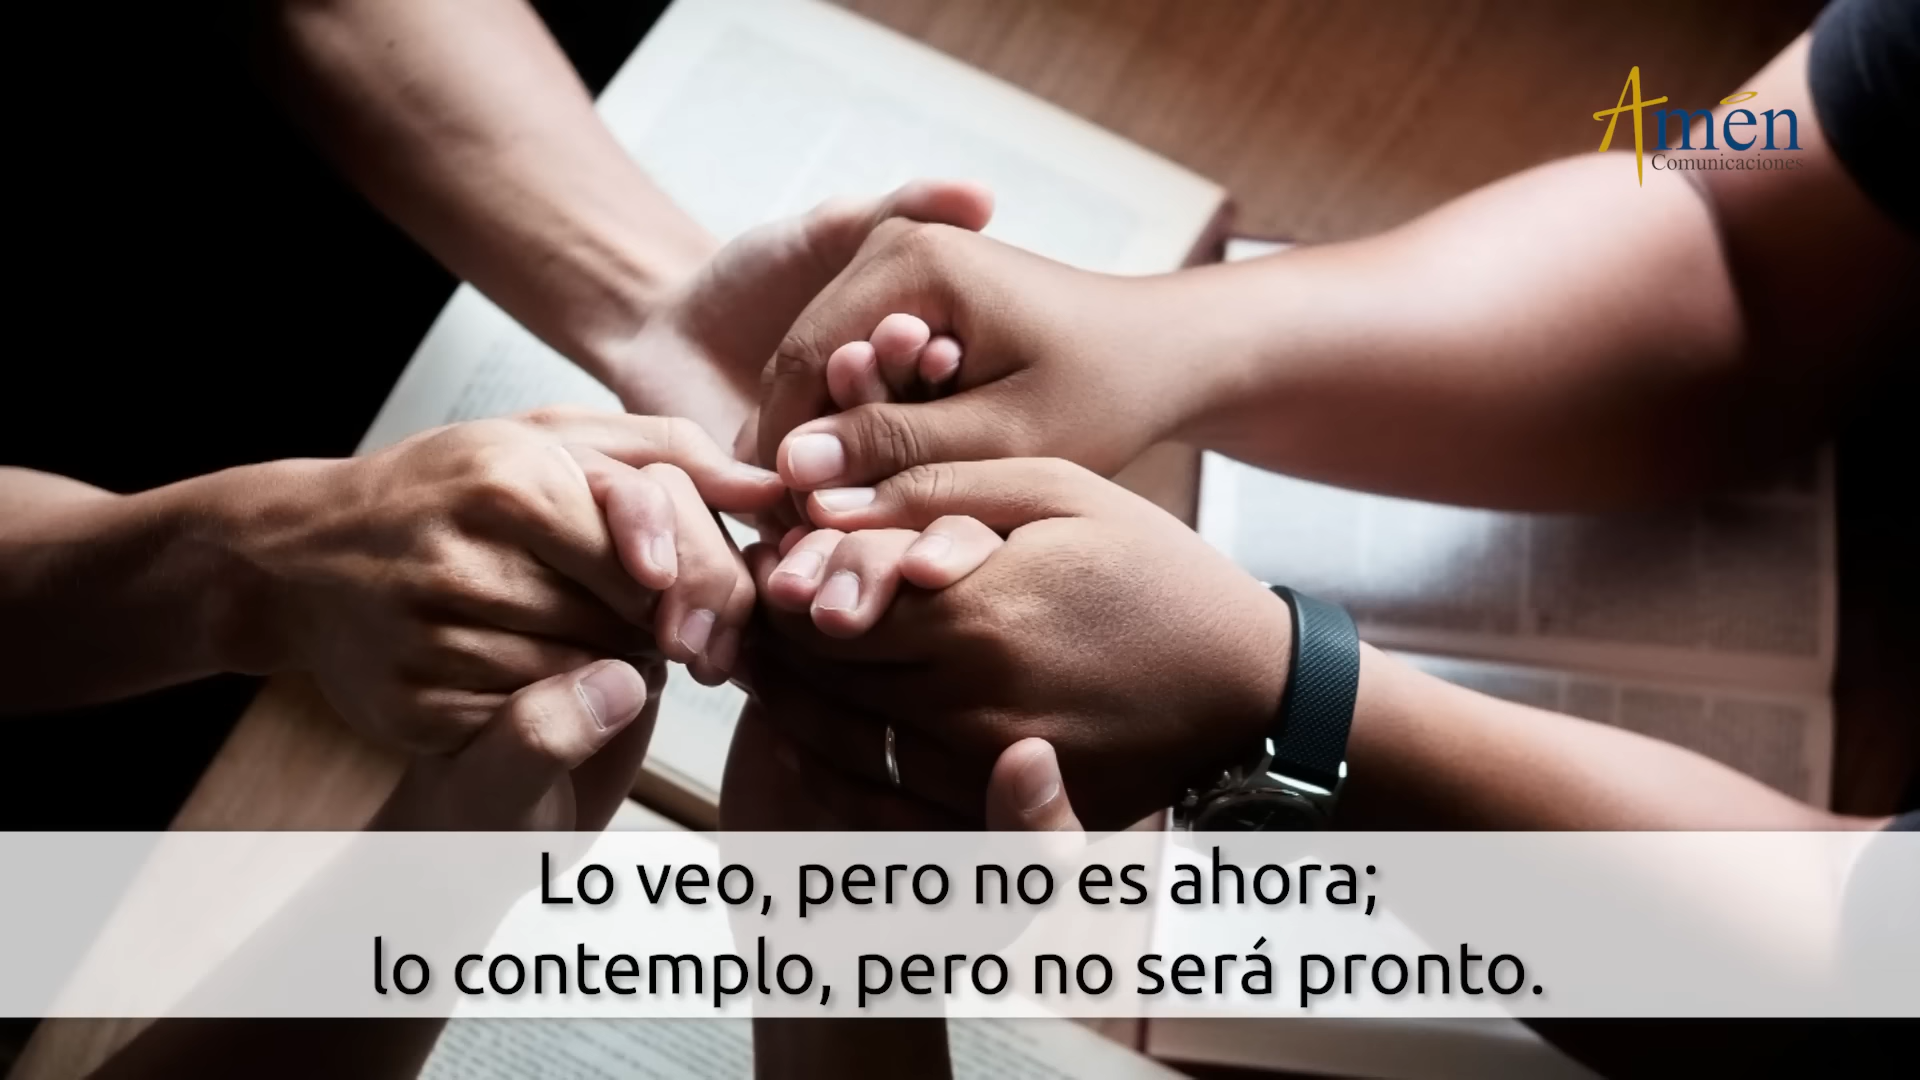 Amén
Comunicaciones
Lo veo, pero no es ahora;
lo contemplo, pero no será pronto.